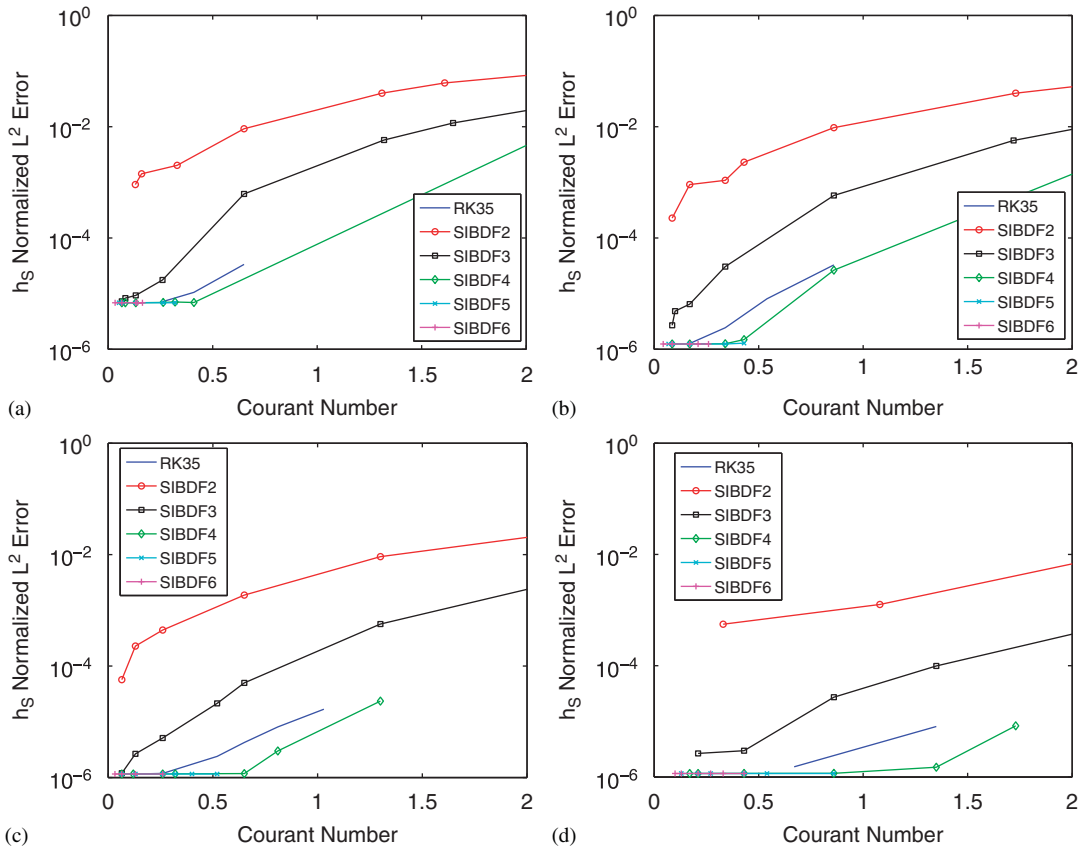 10^0
10^-2
10^-4
10^-6
h_S Normalized L^2 Error
0
0.5
1
1.5
2
Courant Number
RK35
SIBDF2
SIBDF3
SIBDF4
SIBDF5
SIBDF6
(a)
10^0
10^-2
10^-4
10^-6
h_S Normalized L^2 Error
0
0.5
1
1.5
2
Courant Number
RK35
SIBDF2
SIBDF3
SIBDF4
SIBDF5
SIBDF6
(b)
10^0
10^-2
10^-4
10^-6
h_S Normalized L^2 Error
0
0.5
1
1.5
2
Courant Number
RK35
SIBDF2
SIBDF3
SIBDF4
SIBDF5
SIBDF6
(c)
10^0
10^-2
10^-4
10^-6
h_S Normalized L^2 Error
0
0.5
1
1.5
2
Courant Number
RK35
SIBDF2
SIBDF3
SIBDF4
SIBDF5
SIBDF6
(d)